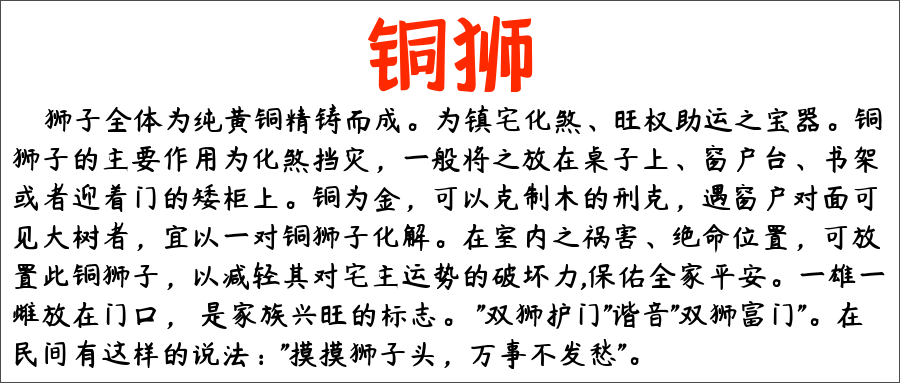 铜狮
狮子全体为纯黄铜精铸而成。为镇宅化煞、旺权助运之宝器。铜
狮子的主要作用为化煞挡灾，一般将之放在桌子上、窗户台、书架
或者迎着门的矮柜上。铜为金，可以克制木的刑克，遇窗户对面可
见大树者，宜以一对铜狮子化解。在室内之祸害、绝命位置，可放
置此铜狮子，以减轻其对宅主运势的破坏力,保佑全家平安。一雄一
雌放在门口， 是家族兴旺的标志。"双狮护门"谐音"双狮富门"。在
民间有这样的说法："摸摸狮子头，万事不发愁"。